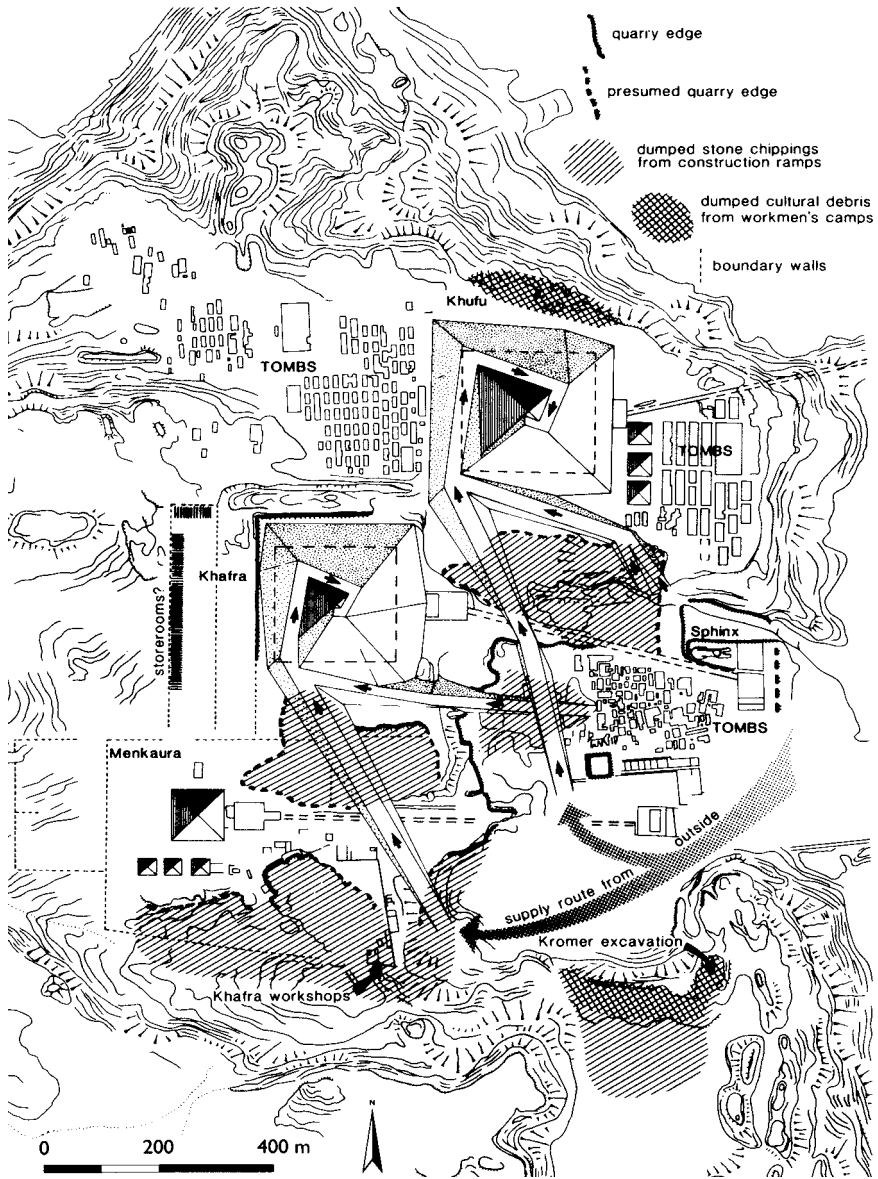 quarry edge
presumed quarry edge
dumped stone chippings
from construction ramps
dumped cultural debris
from workmen's camps
boundary walls
Khufu
TOMBS
TOMBS
Khafra
storerooms?
Sphinx
TOMBS
Menkaura
supply route from outside
Kromer excavation
Khafra workshops
N
0 200 400 m